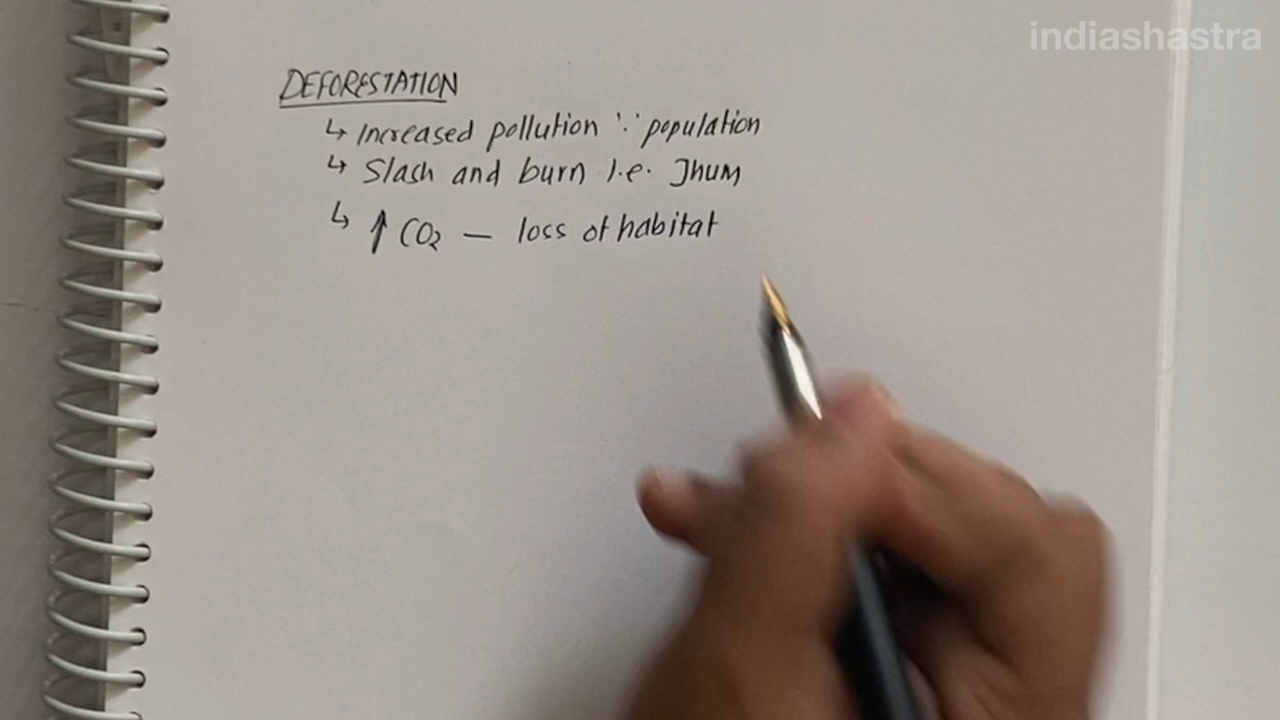 indiashastra
DEFORESTATION
↳ Increased pollution ∵ population
↳ Slash and burn i.e. Jhum
↳ ↑ CO₂ — loss of habitat